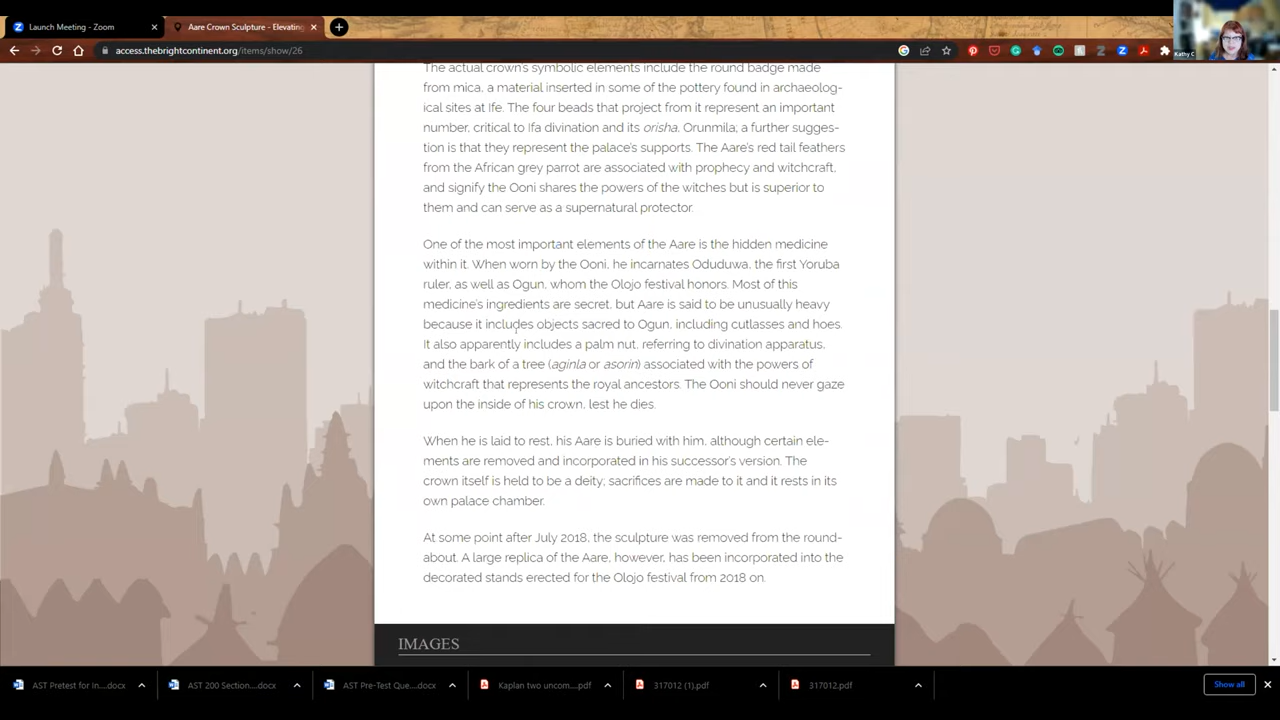 Launch Meeting - Zoom
Aare Crown Sculpture - Elevating
access.thebrightcontinent.org/items/show/26
Kathy C
The actual crown's symbolic elements include the round badge made
from mica, a material inserted in some of the pottery found in archaeolog-
ical sites at Ife. The four beads that project from it represent an important
number, critical to Ifa divination and its orisha, Orunmila; a further sugges-
tion is that they represent the palace's supports. The Aare's red tail feathers
from the African grey parrot are associated with prophecy and witchcraft,
and signify the Ooni shares the powers of the witches but is superior to
them and can serve as a supernatural protector.
One of the most important elements of the Aare is the hidden medicine
within it. When worn by the Ooni, he incarnates Oduduwa, the first Yoruba
ruler, as well as Ogun, whom the Olojo festival honors. Most of this
medicine's ingredients are secret, but Aare is said to be unusually heavy
because it includes objects sacred to Ogun, including cutlasses and hoes.
It also apparently includes a palm nut, referring to divination apparatus,
and the bark of a tree (aginla or asorin) associated with the powers of
witchcraft that represents the royal ancestors. The Ooni should never gaze
upon the inside of his crown, lest he dies.
When he is laid to rest, his Aare is buried with him, although certain ele-
ments are removed and incorporated in his successor's version. The
crown itself is held to be a deity; sacrifices are made to it and it rests in its
own palace chamber.
At some point after July 2018, the sculpture was removed from the round-
about. A large replica of the Aare, however, has been incorporated into the
decorated stands erected for the Olojo festival from 2018 on.
IMAGES
AST Pretest for in....docx
AST 200 Section....docx
AST Pre-Test Que....docx
Kaplan two uncom....pdf
317012 (1).pdf
317012.pdf
Show all